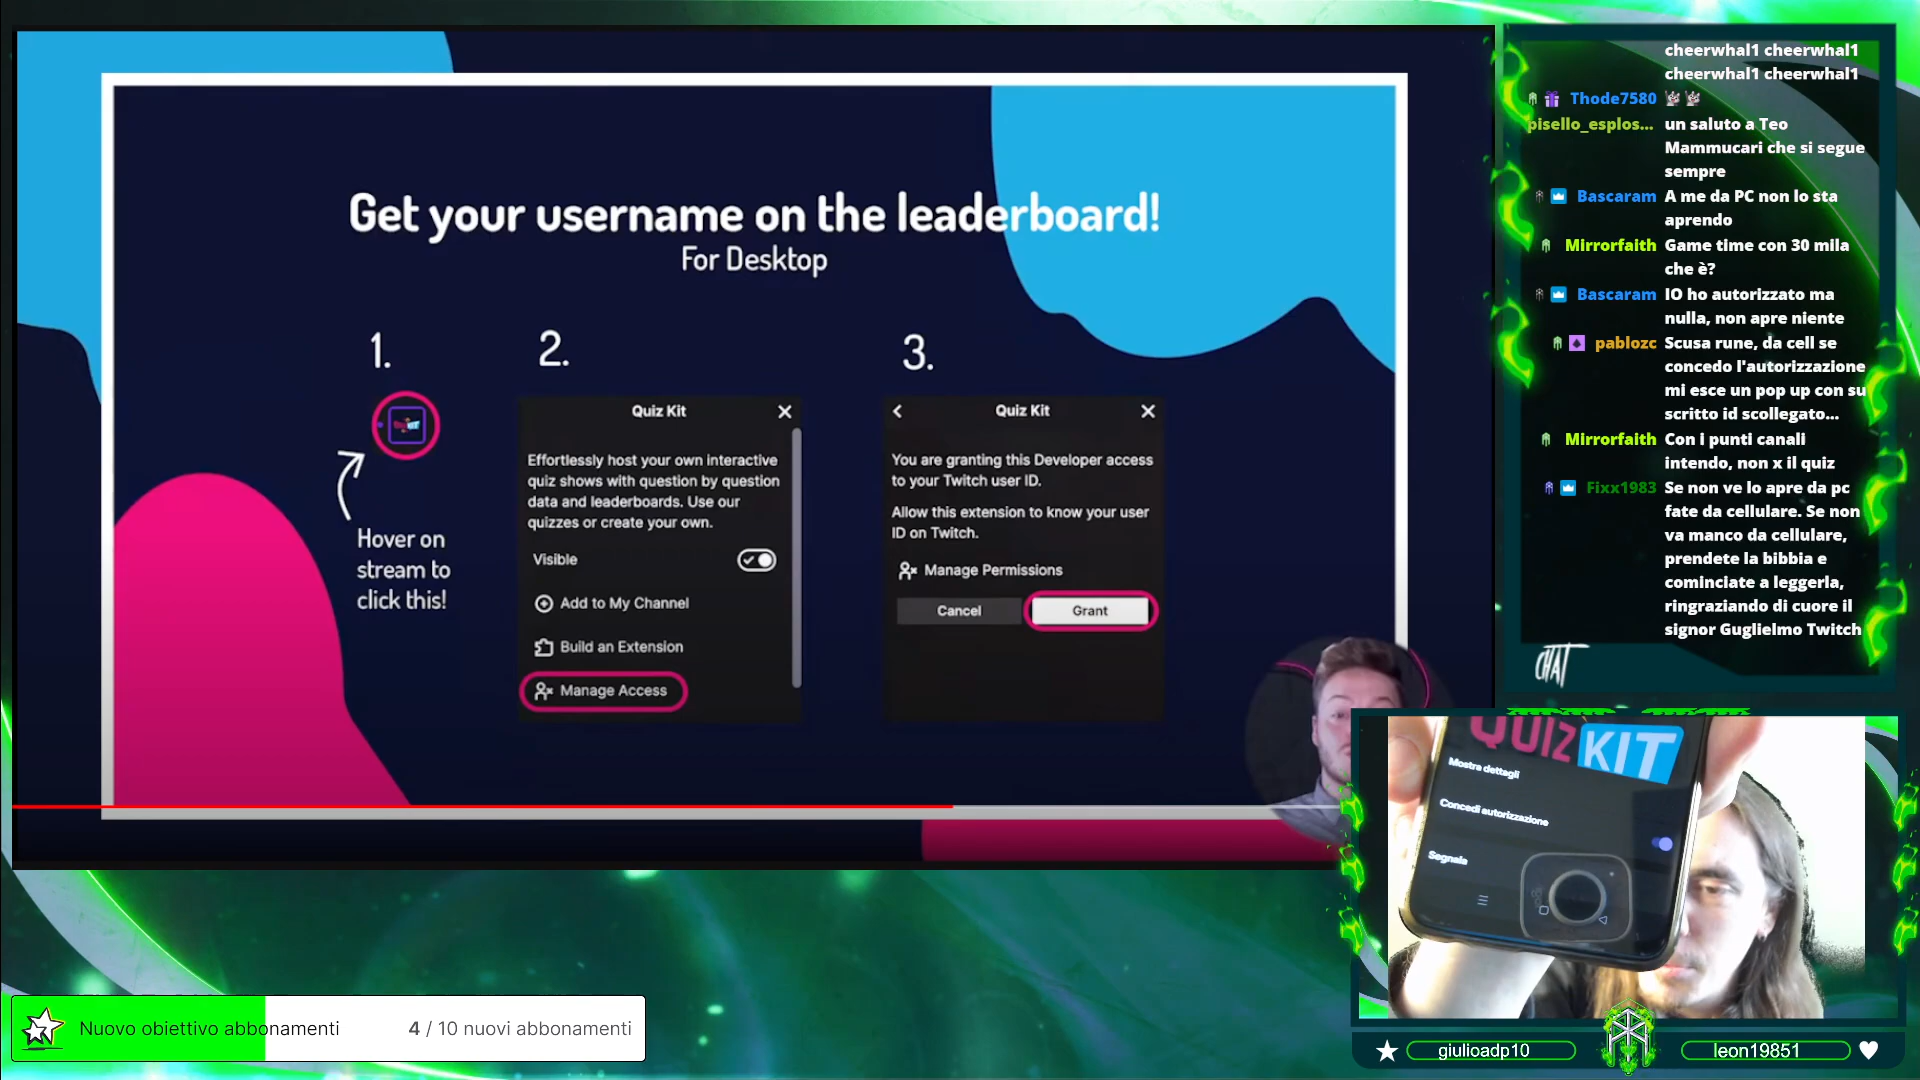 Get your username on the leaderboard!
For Desktop
1.
2.
3.
Hover on
stream to
click this!
Quiz Kit
Effortlessly host your own interactive
quiz shows with question by question
data and leaderboards. Use our
quizzes or create your own.
Visible
Add to My Channel
Build an Extension
Manage Access
Quiz Kit
You are granting this Developer access
to your Twitch user ID.
Allow this extension to know your user
ID on Twitch.
Manage Permissions
Cancel
Grant
cheerwhal1 cheerwhal1
cheerwhal1 cheerwhal1
Thode7580
pisello_esplos... un saluto a Teo
Mammucari che si segue
sempre
Bascaram A me da PC non lo sta
aprendo
Mirrorfaith Game time con 30 mila
che è?
Bascaram IO ho autorizzato ma
nulla, non apre niente
pablozc Scusa rune, da cell se
concedo l'autorizzazione
mi esce un pop up con su
scritto id scollegato...
Mirrorfaith Con i punti canali
intendo, non x il quiz
Fixx1983 Se non ve lo apre da pc
fate da cellulare. Se non
va manco da cellulare,
prendete la bibbia e
cominciate a leggerla,
ringraziando di cuore il
signor Guglielmo Twitch
CHAT
QUIZ KIT
Mostra dettagli
Concedi autorizzazione
Segnala
giulioadp10
leon19851
Nuovo obiettivo abbonamenti 4 / 10 nuovi abbonamenti